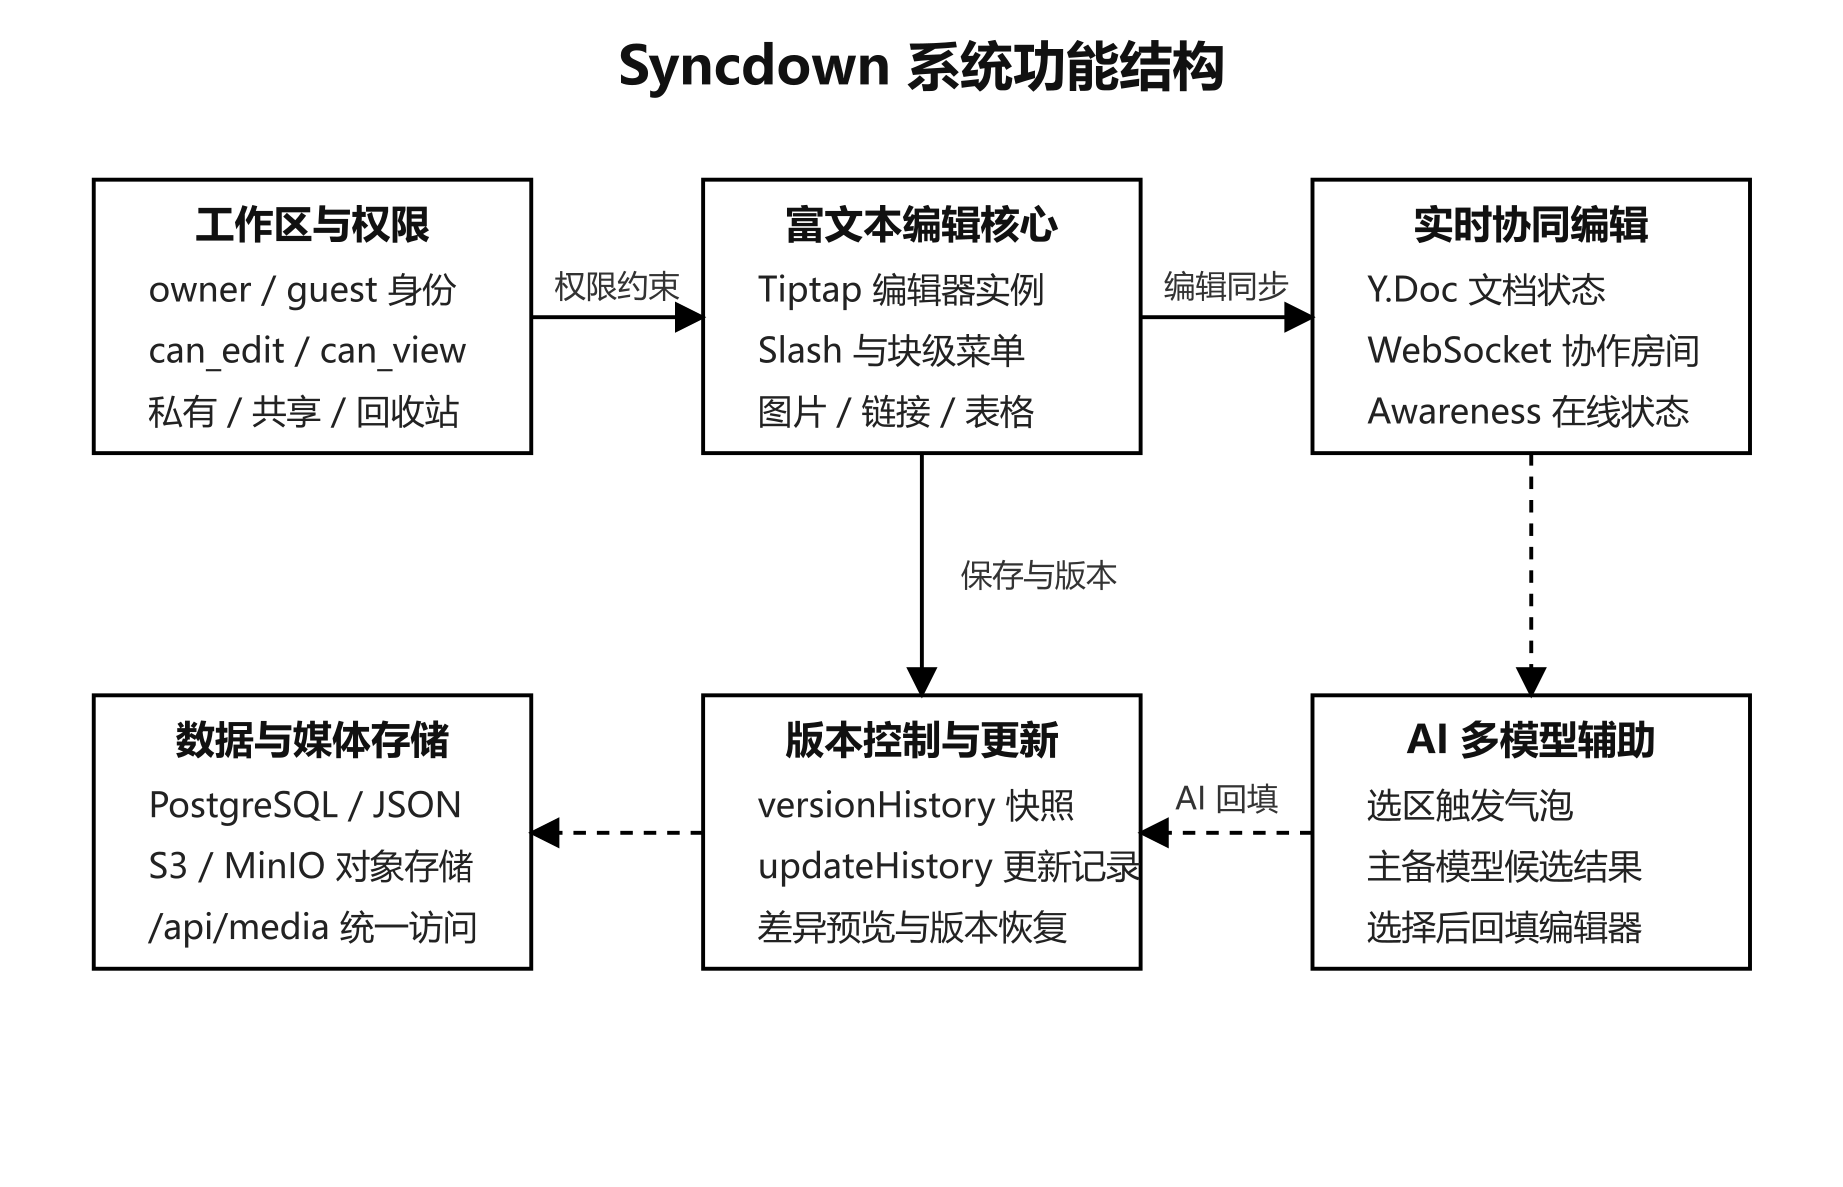 Syncdown 系统功能结构
工作区与权限
owner / guest 身份
can_edit / can_view
私有 / 共享 / 回收站
权限约束
富文本编辑核心
Tiptap 编辑器实例
Slash 与块级菜单
图片 / 链接 / 表格
编辑同步
实时协同编辑
Y.Doc 文档状态
WebSocket 协作房间
Awareness 在线状态
保存与版本
数据与媒体存储
PostgreSQL / JSON
S3 / MinIO 对象存储
/api/media 统一访问
版本控制与更新
versionHistory 快照
updateHistory 更新记录
差异预览与版本恢复
AI 回填
AI 多模型辅助
选区触发气泡
主备模型候选结果
选择后回填编辑器